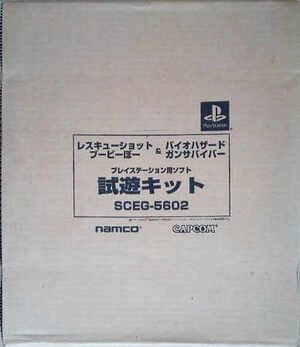 PlayStation
レスキューショット & バイオハザード
ブービーぼー ガンサバイバー
プレイステーション用ソフト
試遊キット
SCEG-5602
namco CAPCOM